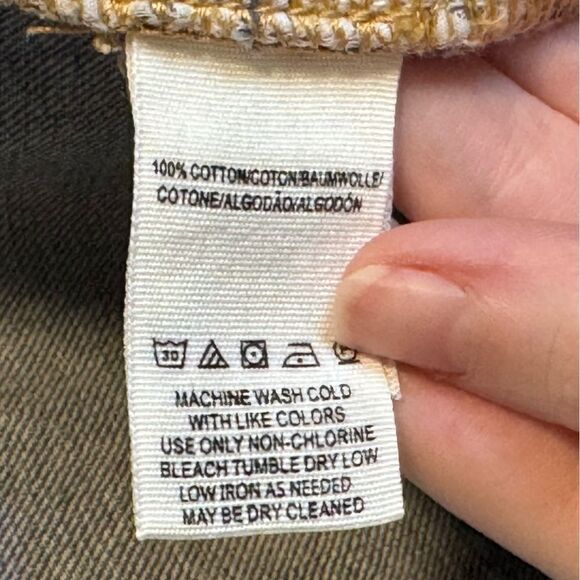 100% COTTON/COTON/BAUMWOLLE/
COTONE/ALGODÃO/ALGODÓN
30
MACHINE WASH COLD
WITH LIKE COLORS
USE ONLY NON-CHLORINE
BLEACH TUMBLE DRY LOW
LOW IRON AS NEEDED
MAY BE DRY CLEANED